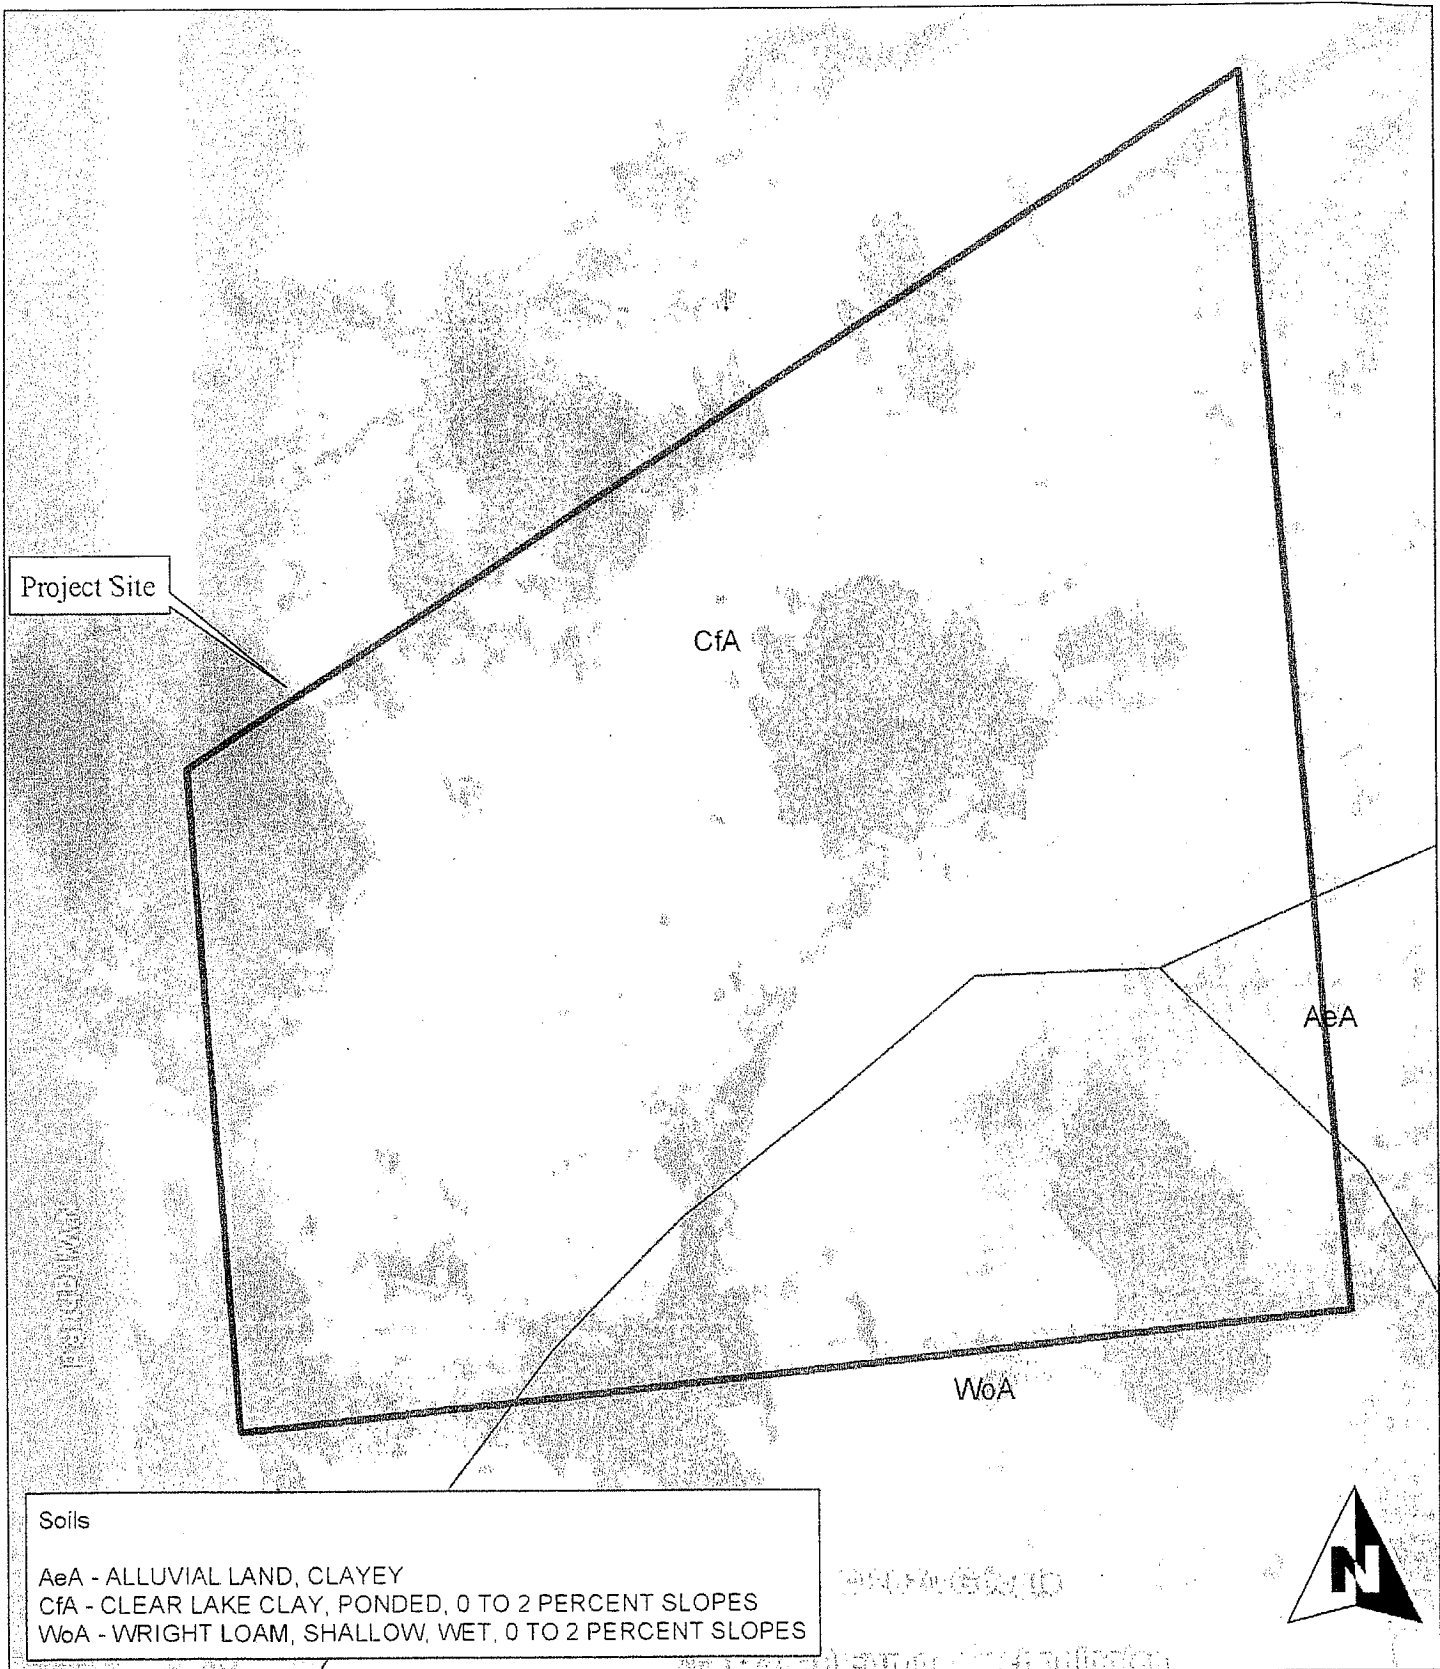 Project Site
CfA
AeA
WoA
Soils
AeA - ALLUVIAL LAND, CLAYEY
CfA - CLEAR LAKE CLAY, PONDED, 0 TO 2 PERCENT SLOPES
WoA - WRIGHT LOAM, SHALLOW, WET, 0 TO 2 PERCENT SLOPES
N